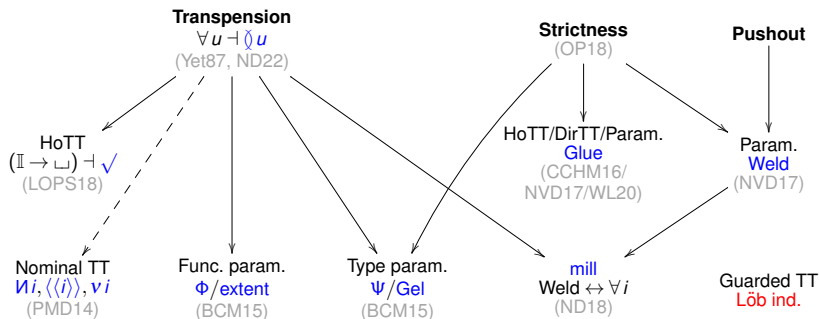 Transpension
∀ u ⊣ ≬ u
(Yet87, ND22)
Strictness
(OP18)
Pushout
HoTT
(𝕀 → ␣) ⊣ √
(LOPS18)
HoTT/DirTT/Param.
Glue
(CCHM16/
NVD17/WL20)
Param.
Weld
(NVD17)
Nominal TT
И i, ⟨⟨i⟩⟩, ν i
(PMD14)
Func. param.
Φ/extent
(BCM15)
Type param.
Ψ/Gel
(BCM15)
mill
Weld ↔ ∀ i
(ND18)
Guarded TT
Löb ind.